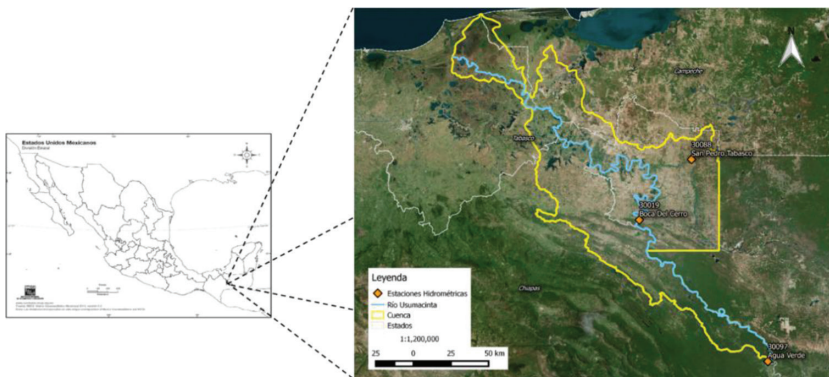 Estados Unidos Mexicanos
N
Campeche
Tabasco
30088
San Pedro Tabasco
30019
Boca Del Cerro
Leyenda
Estaciones Hidrométricas
Río Usumacinta
Cuenca
Estados
1:1,200,000
25 0 25 50 km
Chiapas
30097
Agua Verde